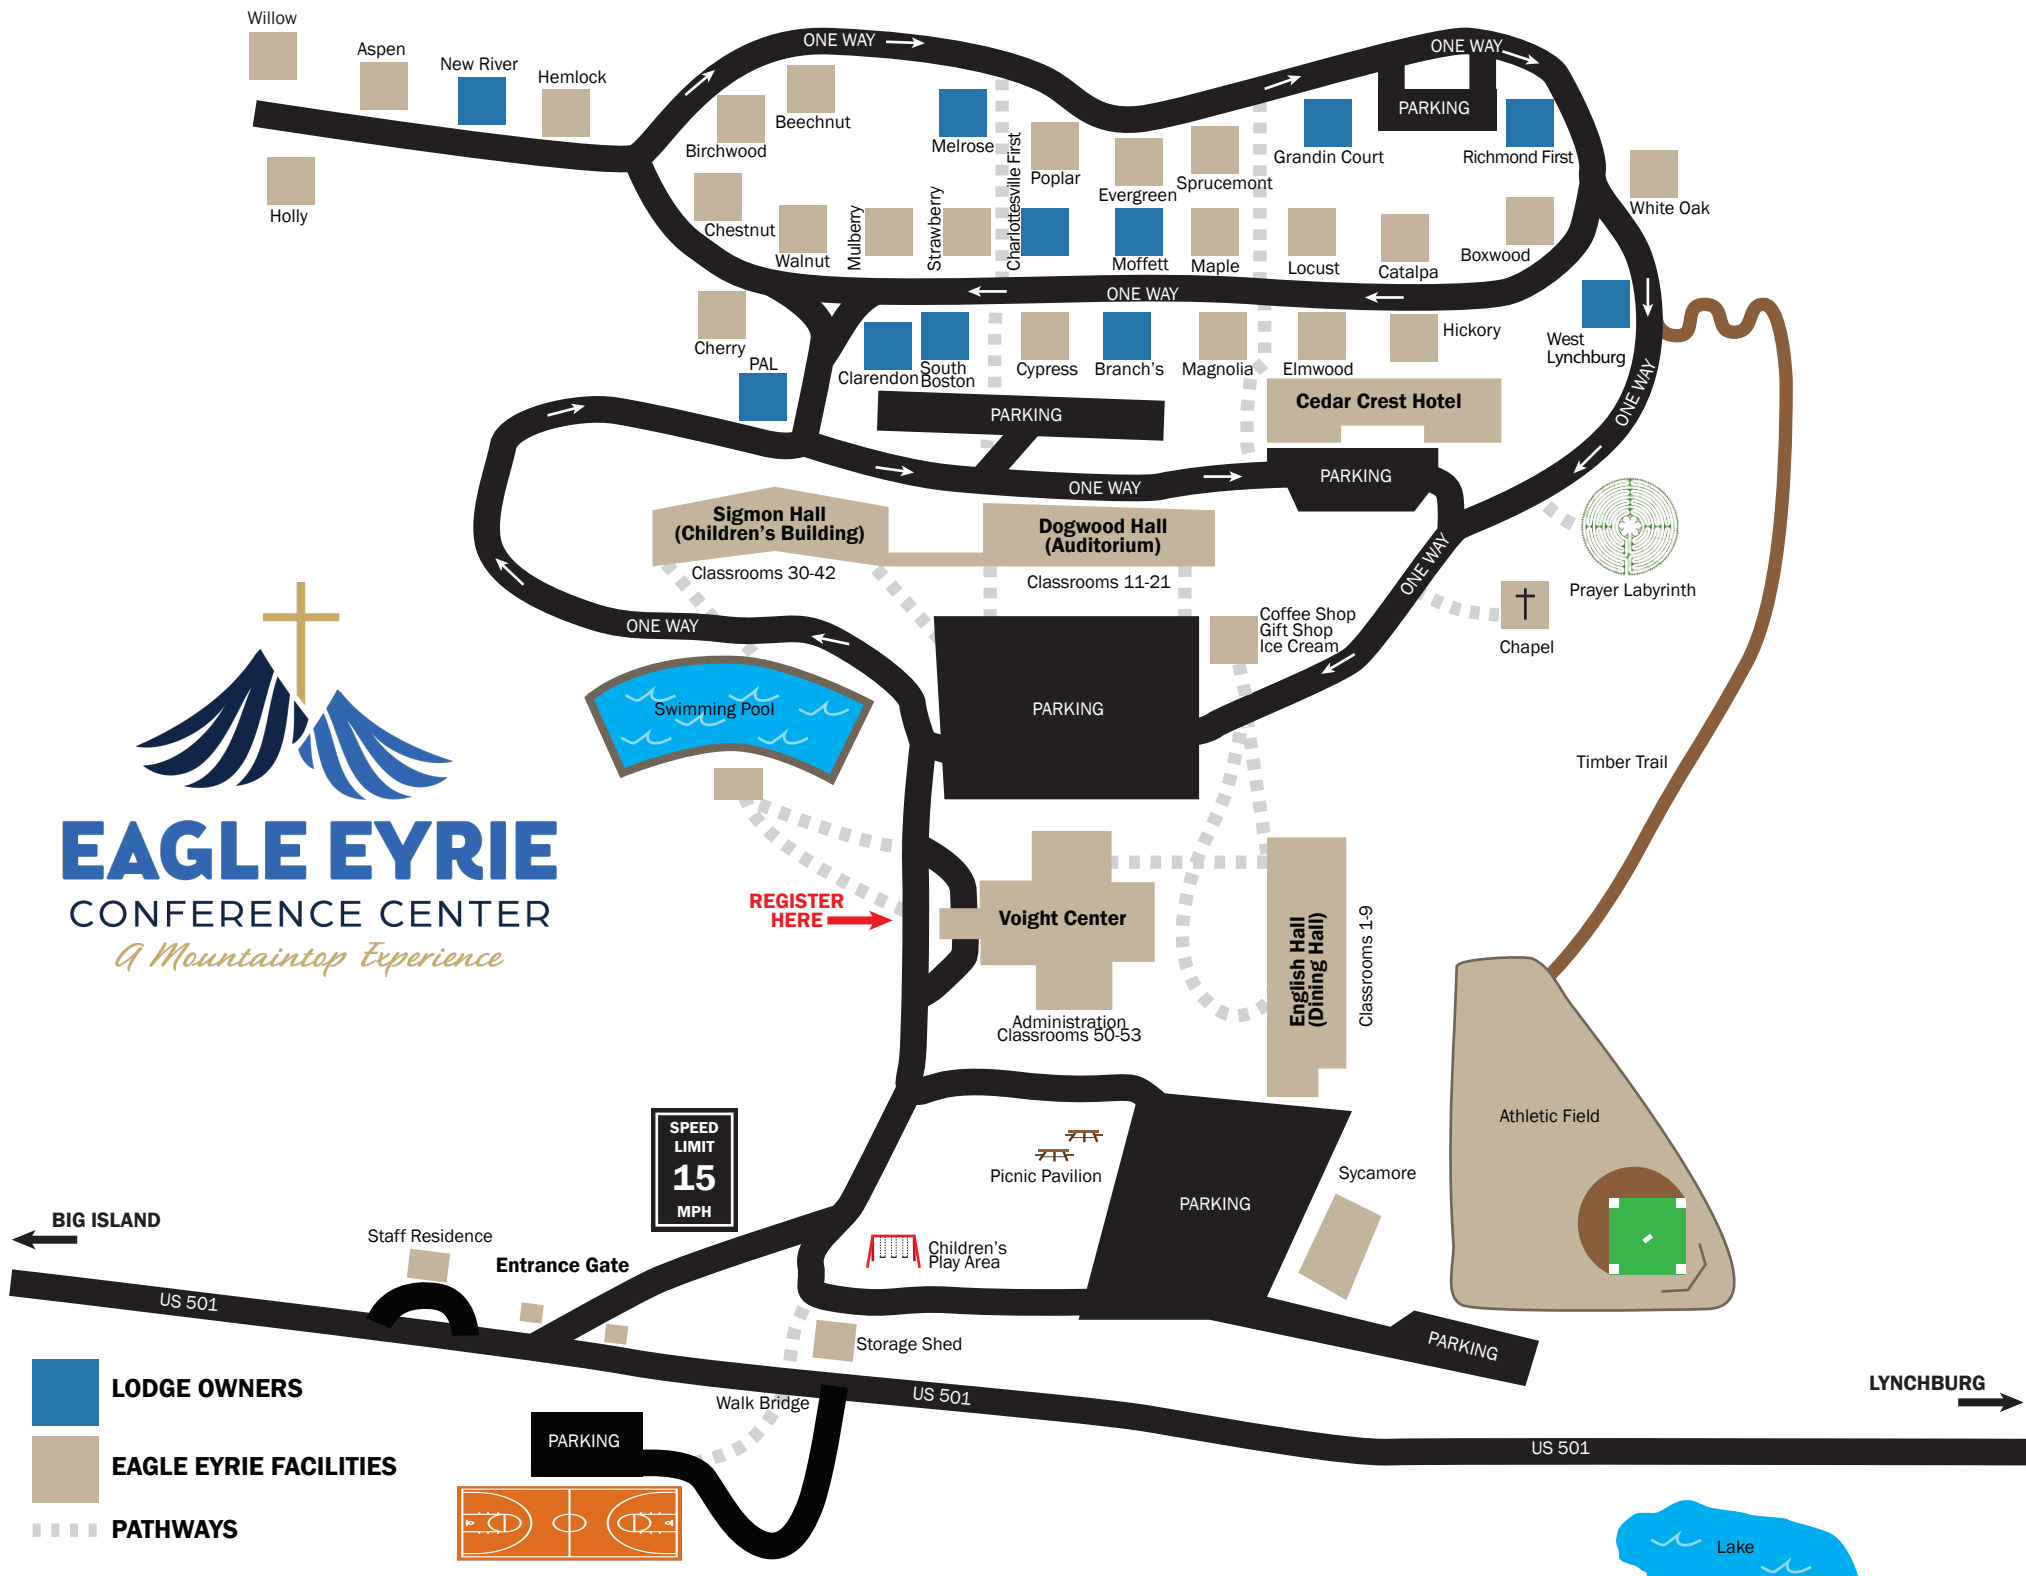 Willow
Aspen
New River
Hemlock
Holly
ONE WAY
ONE WAY
PARKING
Beechnut
Birchwood
Melrose
Charlottesville First
Poplar
Evergreen
Sprucemont
Grandin Court
Richmond First
White Oak
Chestnut
Walnut
Mulberry
Strawberry
Moffett
Maple
Locust
Catalpa
Boxwood
ONE WAY
Cherry
PAL
Clarendon
South
Boston
Cypress
Branch's
Magnolia
Elmwood
Hickory
West
Lynchburg
ONE WAY
Cedar Crest Hotel
PARKING
PARKING
ONE WAY
Sigmon Hall
(Children's Building)
Classrooms 30-42
Dogwood Hall
(Auditorium)
Classrooms 11-21
ONE WAY
Prayer Labyrinth
Chapel
Coffee Shop
Gift Shop
Ice Cream
ONE WAY
Swimming Pool
PARKING
Timber Trail
EAGLE EYRIE
CONFERENCE CENTER
A Mountaintop Experience
REGISTER
HERE
Voight Center
Administration
Classrooms 50-53
English Hall
(Dining Hall)
Classrooms 1-9
Athletic Field
SPEED
LIMIT
15
MPH
Picnic Pavilion
PARKING
Sycamore
Children's
Play Area
BIG ISLAND
Staff Residence
Entrance Gate
US 501
Storage Shed
PARKING
Walk Bridge
US 501
LYNCHBURG
US 501
PARKING
LODGE OWNERS
EAGLE EYRIE FACILITIES
PATHWAYS
Lake